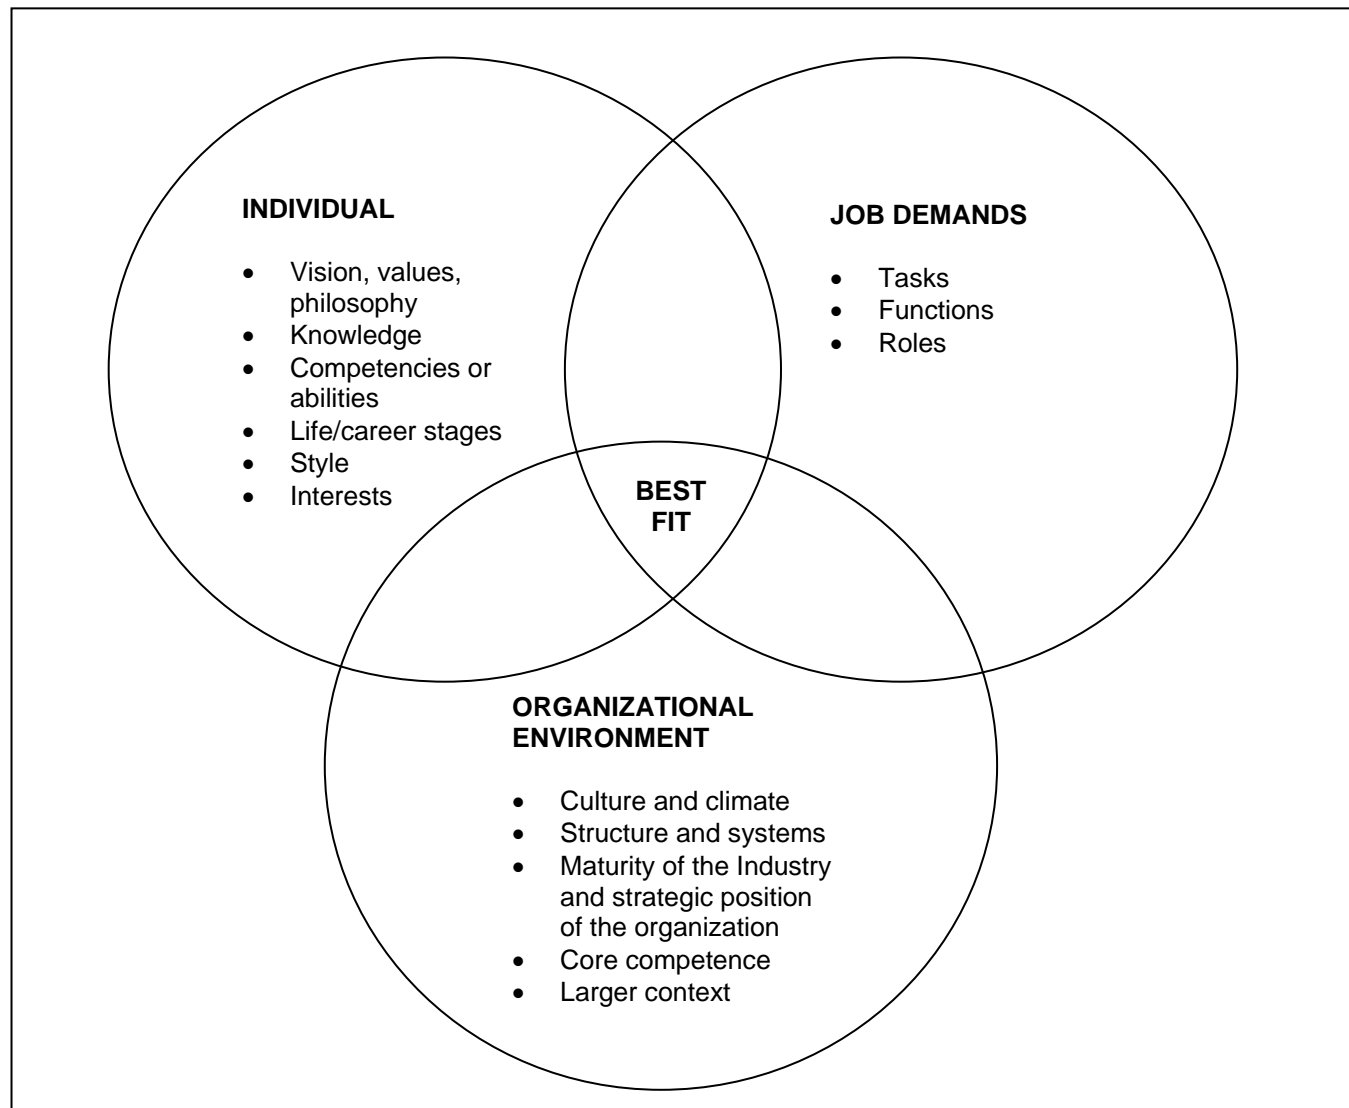 INDIVIDUAL
• Vision, values,
philosophy
• Knowledge
• Competencies or
abilities
• Life/career stages
• Style
• Interests
JOB DEMANDS
• Tasks
• Functions
• Roles
BEST
FIT
ORGANIZATIONAL
ENVIRONMENT
• Culture and climate
• Structure and systems
• Maturity of the Industry
and strategic position
of the organization
• Core competence
• Larger context